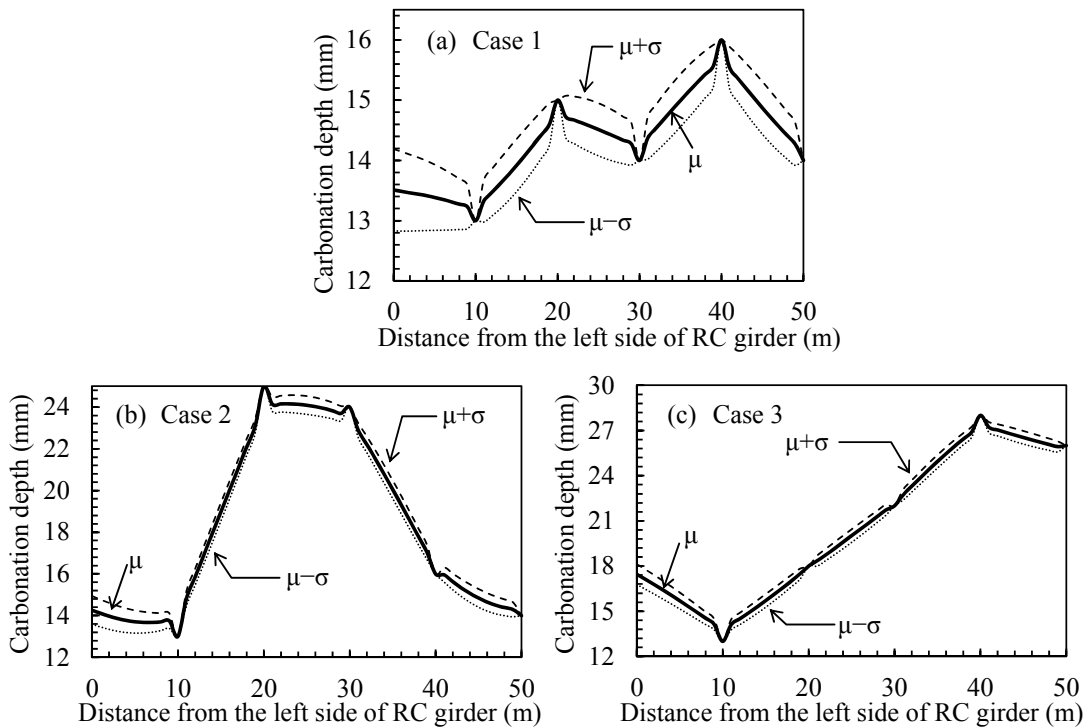 (a) Case 1
Carbonation depth (mm)
16
15
14
13
12
μ+σ
μ
μ−σ
0 10 20 30 40 50
Distance from the left side of RC girder (m)
(b) Case 2
Carbonation depth (mm)
24
22
20
18
16
14
12
μ+σ
μ
μ−σ
0 10 20 30 40 50
Distance from the left side of RC girder (m)
(c) Case 3
Carbonation depth (mm)
30
27
24
21
18
15
12
μ+σ
μ
μ−σ
0 10 20 30 40 50
Distance from the left side of RC girder (m)